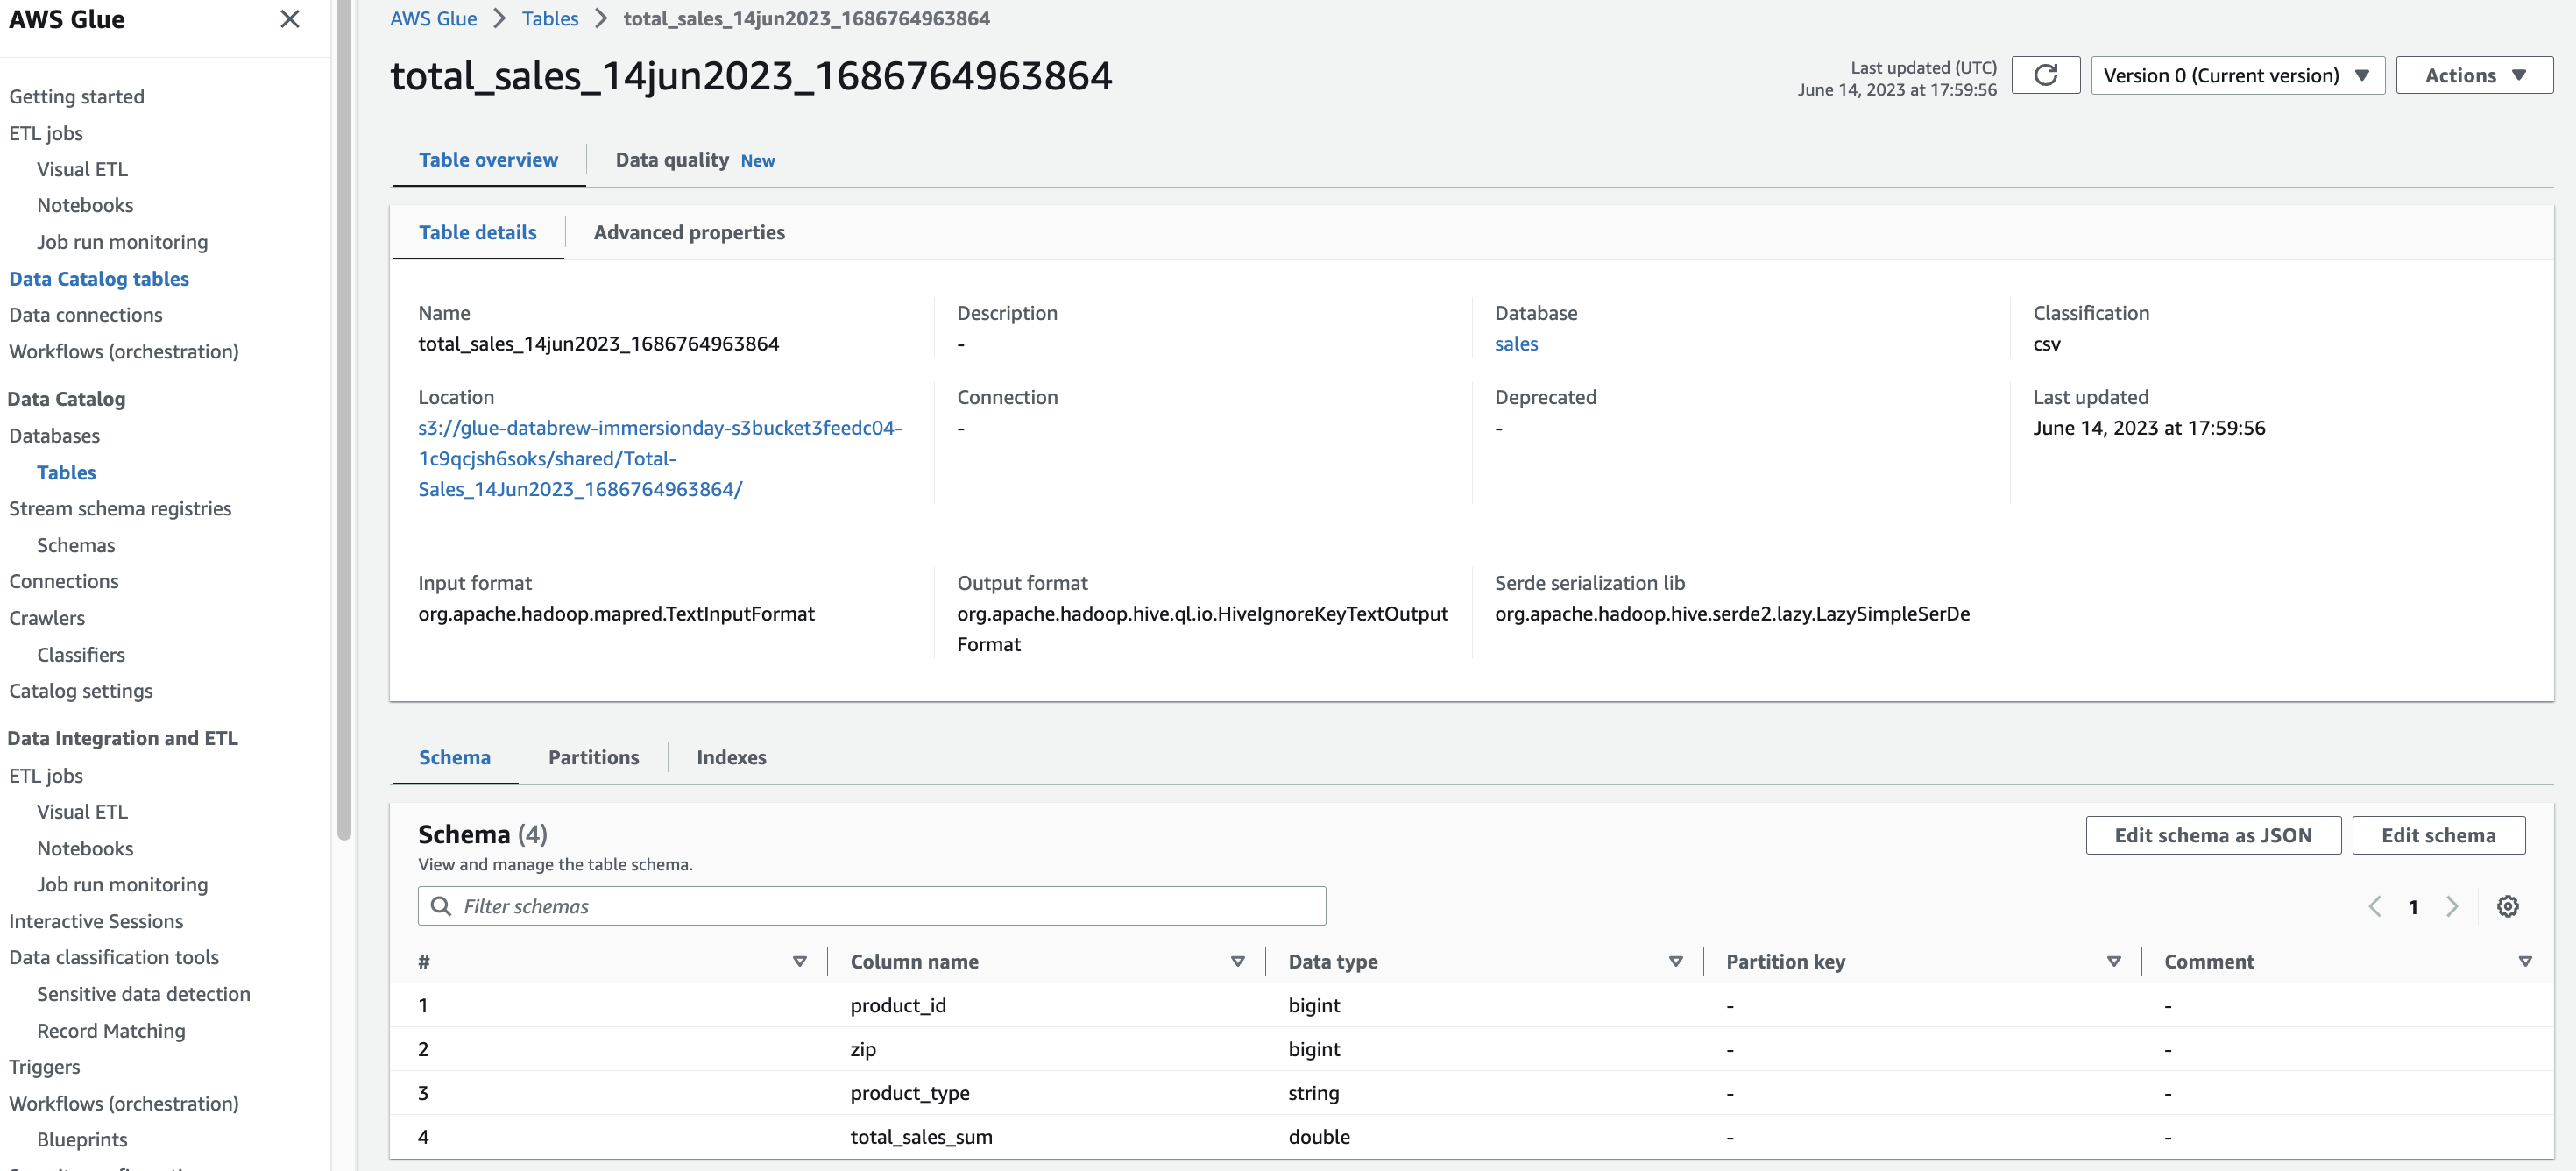 AWS Glue
Getting started
ETL jobs
Visual ETL
Notebooks
Job run monitoring
Data Catalog tables
Data connections
Workflows (orchestration)
Data Catalog
Databases
Tables
Stream schema registries
Schemas
Connections
Crawlers
Classifiers
Catalog settings
Data Integration and ETL
ETL jobs
Visual ETL
Notebooks
Job run monitoring
Interactive Sessions
Data classification tools
Sensitive data detection
Record Matching
Triggers
Workflows (orchestration)
Blueprints
AWS Glue > Tables > total_sales_14jun2023_1686764963864
total_sales_14jun2023_1686764963864
Last updated (UTC)
June 14, 2023 at 17:59:56
Version 0 (Current version)
Actions
Table overview
Data quality New
Table details
Advanced properties
Name
total_sales_14jun2023_1686764963864
Description
-
Database
sales
Classification
csv
Location
s3://glue-databrew-immersionday-s3bucket3feedc04-
1c9qcjsh6soks/shared/Total-
Sales_14Jun2023_1686764963864/
Connection
-
Deprecated
-
Last updated
June 14, 2023 at 17:59:56
Input format
org.apache.hadoop.mapred.TextInputFormat
Output format
org.apache.hadoop.hive.ql.io.HiveIgnoreKeyTextOutput
Format
Serde serialization lib
org.apache.hadoop.hive.serde2.lazy.LazySimpleSerDe
Schema
Partitions
Indexes
Schema (4)
View and manage the table schema.
Edit schema as JSON
Edit schema
Filter schemas
1
# Column name Data type Partition key Comment
1 product_id bigint - -
2 zip bigint - -
3 product_type string - -
4 total_sales_sum double - -